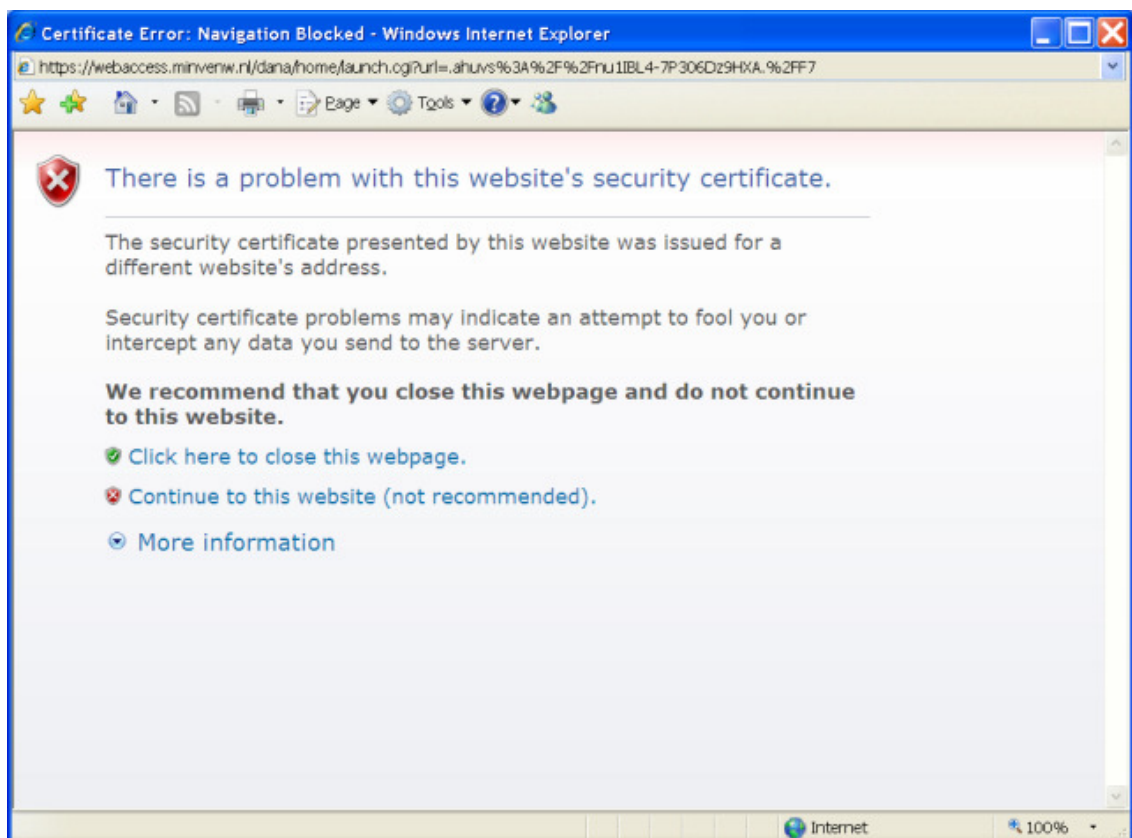 Certificate Error: Navigation Blocked - Windows Internet Explorer
https://webaccess.minvenw.nl/dana/home/launch.cgi?url=.ahuvs%3A%2F%2Fnu1IBL4-7P306Dz9HXA.%2FF7
Page Tools
There is a problem with this website's security certificate.
The security certificate presented by this website was issued for a
different website's address.
Security certificate problems may indicate an attempt to fool you or
intercept any data you send to the server.
We recommend that you close this webpage and do not continue
to this website.
Click here to close this webpage.
Continue to this website (not recommended).
More information
Internet 100%